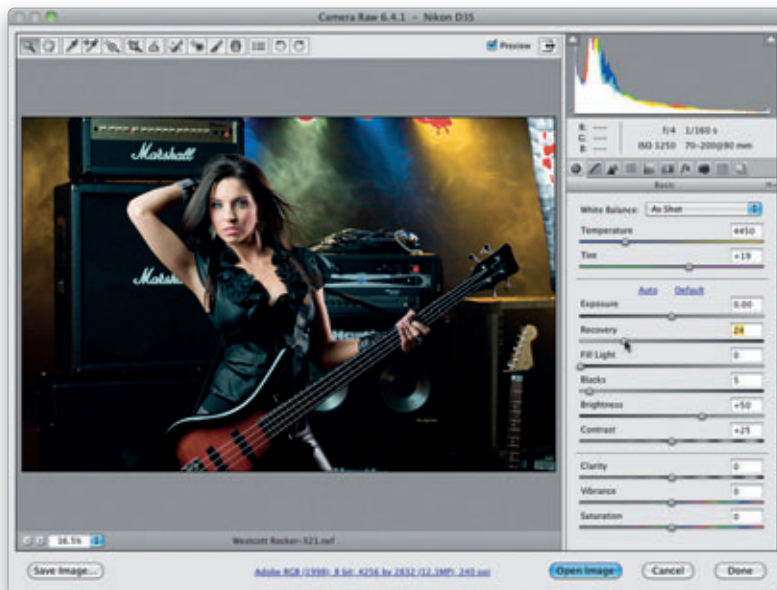 Camera Raw 6.4.1 – Nikon D3S
Preview
R: ---
G: ---
B: ---
f/4 1/160 s
ISO 1250 70-200@90 mm
Basic
White Balance: As Shot
Temperature 4450
Tint +19
Auto Default
Exposure 0.00
Recovery 24
Fill Light 0
Blacks 5
Brightness +50
Contrast +25
Clarity 0
Vibrance 0
Saturation 0
Marshall
Marsh
16.5%
Westcott Rocker-321.nef
Save Image...
Adobe RGB (1998); 8 bit; 4256 by 2832 (12.1MP); 240 ppi
Open Image
Cancel
Done